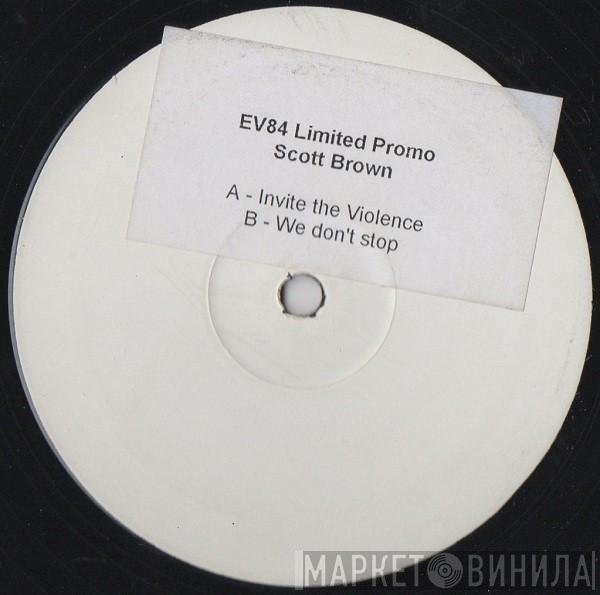 EV84 Limited Promo
Scott Brown
A - Invite the Violence
B - We don't stop
МАРКЕТ ВИНИЛА